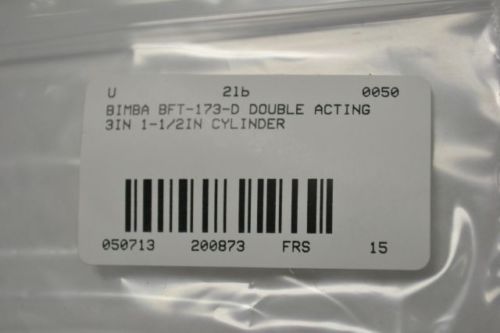 U 21b 0050
BIMBA BFT-173-D DOUBLE ACTING
3IN 1-1/2IN CYLINDER
050713 200873 FRS 15